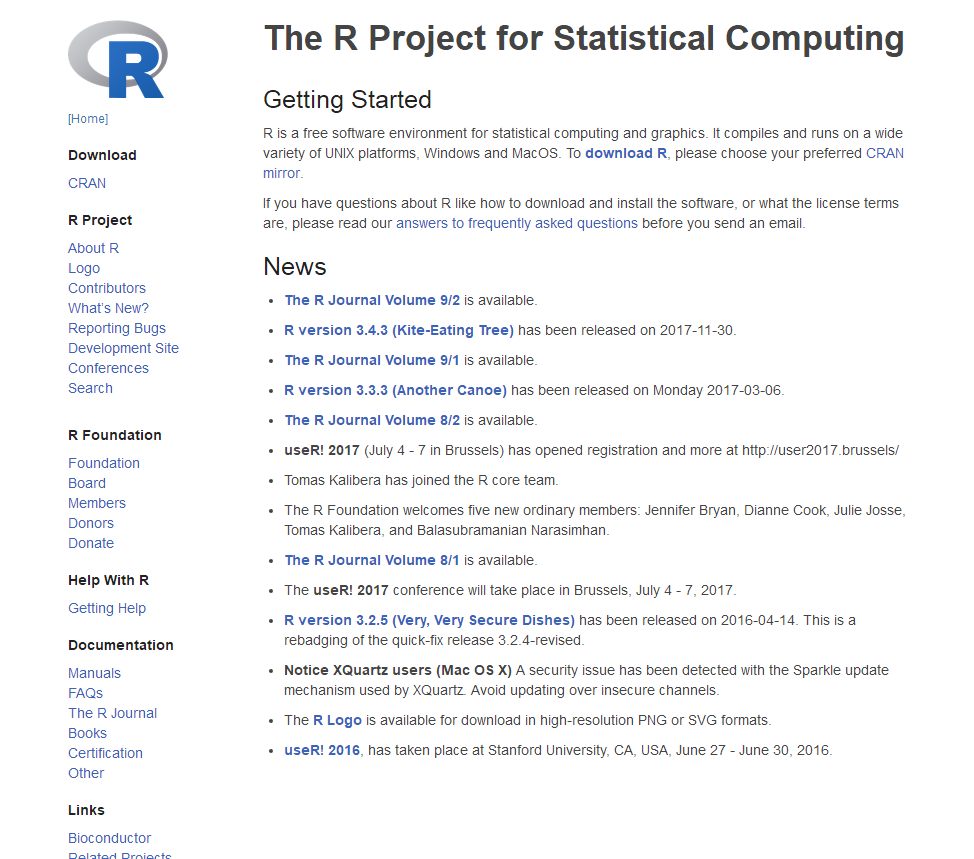 R
[Home]
Download
CRAN
R Project
About R
Logo
Contributors
What's New?
Reporting Bugs
Development Site
Conferences
Search
R Foundation
Foundation
Board
Members
Donors
Donate
Help With R
Getting Help
Documentation
Manuals
FAQs
The R Journal
Books
Certification
Other
Links
Bioconductor
Related Projects
The R Project for Statistical Computing
Getting Started
R is a free software environment for statistical computing and graphics. It compiles and runs on a wide
variety of UNIX platforms, Windows and MacOS. To download R, please choose your preferred CRAN
mirror.
If you have questions about R like how to download and install the software, or what the license terms
are, please read our answers to frequently asked questions before you send an email.
News
• The R Journal Volume 9/2 is available.
• R version 3.4.3 (Kite-Eating Tree) has been released on 2017-11-30.
• The R Journal Volume 9/1 is available.
• R version 3.3.3 (Another Canoe) has been released on Monday 2017-03-06.
• The R Journal Volume 8/2 is available.
• useR! 2017 (July 4 - 7 in Brussels) has opened registration and more at http://user2017.brussels/
• Tomas Kalibera has joined the R core team.
• The R Foundation welcomes five new ordinary members: Jennifer Bryan, Dianne Cook, Julie Josse,
Tomas Kalibera, and Balasubramanian Narasimhan.
• The R Journal Volume 8/1 is available.
• The useR! 2017 conference will take place in Brussels, July 4 - 7, 2017.
• R version 3.2.5 (Very, Very Secure Dishes) has been released on 2016-04-14. This is a
rebadging of the quick-fix release 3.2.4-revised.
• Notice XQuartz users (Mac OS X) A security issue has been detected with the Sparkle update
mechanism used by XQuartz. Avoid updating over insecure channels.
• The R Logo is available for download in high-resolution PNG or SVG formats.
• useR! 2016, has taken place at Stanford University, CA, USA, June 27 - June 30, 2016.